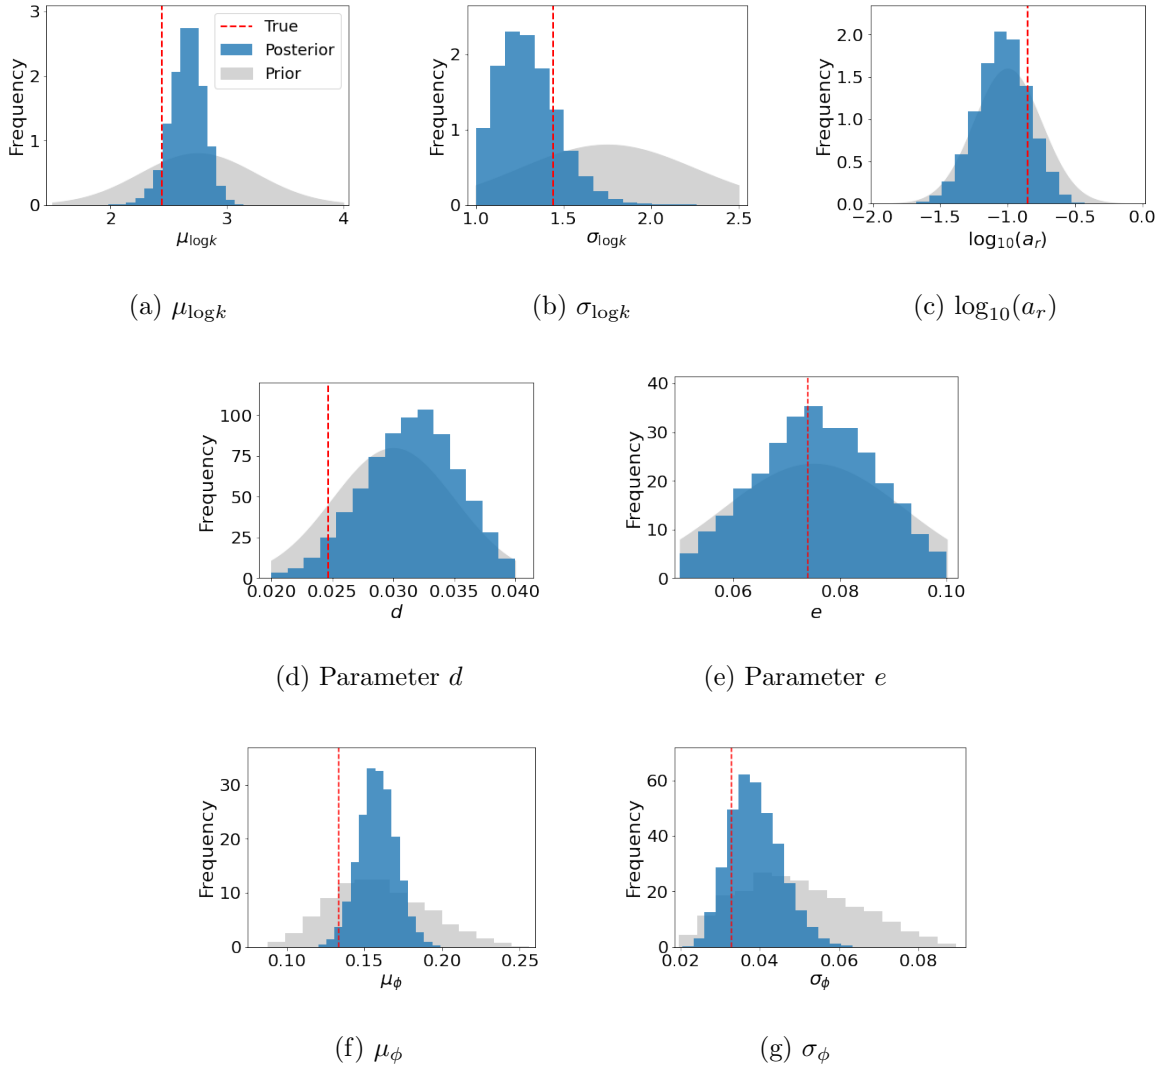 3
2
1
0
Frequency
2
3
4
μlogk
True
Posterior
Prior
2
1
0
Frequency
1.0
1.5
2.0
2.5
σlogk
2.0
1.5
1.0
0.5
0.0
Frequency
−2.0
−1.5
−1.0
−0.5
0.0
log10(ar)
(a) μlogk
(b) σlogk
(c) log10(ar)
100
75
50
25
0
Frequency
0.020
0.025
0.030
0.035
0.040
d
40
30
20
10
0
Frequency
0.06
0.08
0.10
e
(d) Parameter d
(e) Parameter e
30
20
10
0
Frequency
0.10
0.15
0.20
0.25
μϕ
60
40
20
0
Frequency
0.02
0.04
0.06
0.08
σϕ
(f) μϕ
(g) σϕ